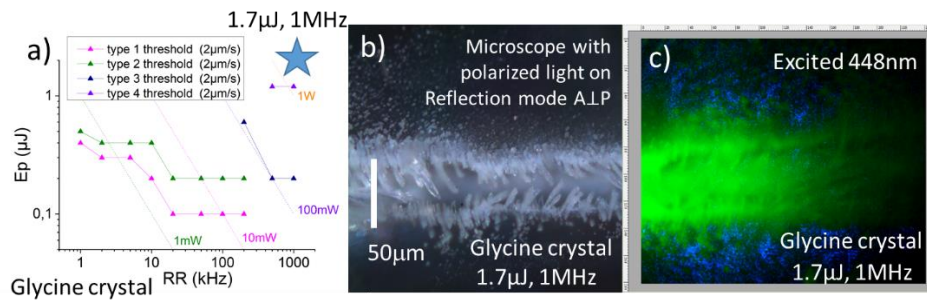 1.7µJ, 1MHz
a)
type 1 threshold (2µm/s)
type 2 threshold (2µm/s)
type 3 threshold (2µm/s)
type 4 threshold (2µm/s)
1W
1
Ep (µJ)
0,1
100mW
1mW
10mW
1 10 100 1000
RR (kHz)
Glycine crystal
b)
Microscope with
polarized light on
Reflection mode A⊥P
50µm
Glycine crystal
1.7µJ, 1MHz
c)
Excited 448nm
Glycine crystal
1.7µJ, 1MHz